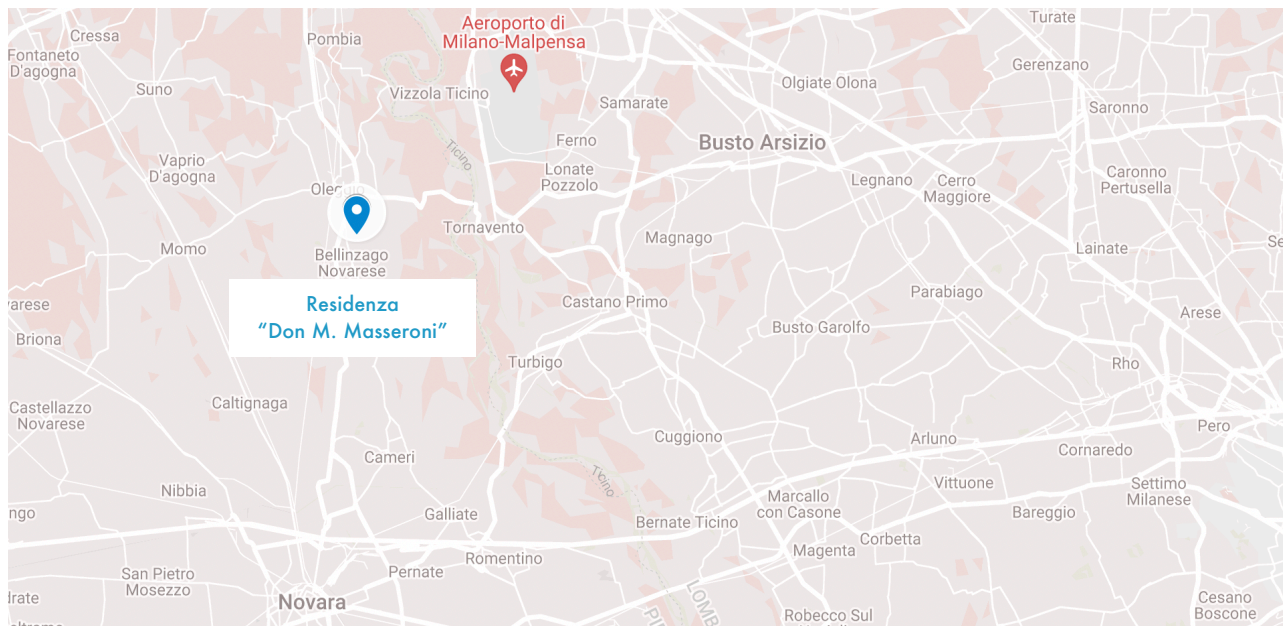 Aeroporto di
Milano-Malpensa
Turate
Cressa
Pombia
Fontaneto
D'agogna
Gerenzano
Olgiate Olona
Suno
Vizzola Ticino
Samarate
Saronno
Ferno
Busto Arsizio
Ticino
Vaprio
D'agogna
Lonate
Pozzolo
Caronno
Pertusella
Legnano
Cerro
Maggiore
Tornavento
Magnago
Momo
Lainate
Bellinzago
Novarese
Parabiago
Residenza
“Don M. Masseroni”
Castano Primo
varese
Arese
Busto Garolfo
Briona
Turbigo
Rho
Caltignaga
Castellazzo
Novarese
Pero
Cuggiono
Arluno
Cornaredo
Cameri
Ticino
Nibbia
Vittuone
Settimo
Milanese
Marcallo
con Casone
Galliate
Bareggio
Bernate Ticino
Corbetta
Magenta
Romentino
Pernate
San Pietro
Mosezzo
Novara
Cesano
Boscone
Robecco Sul